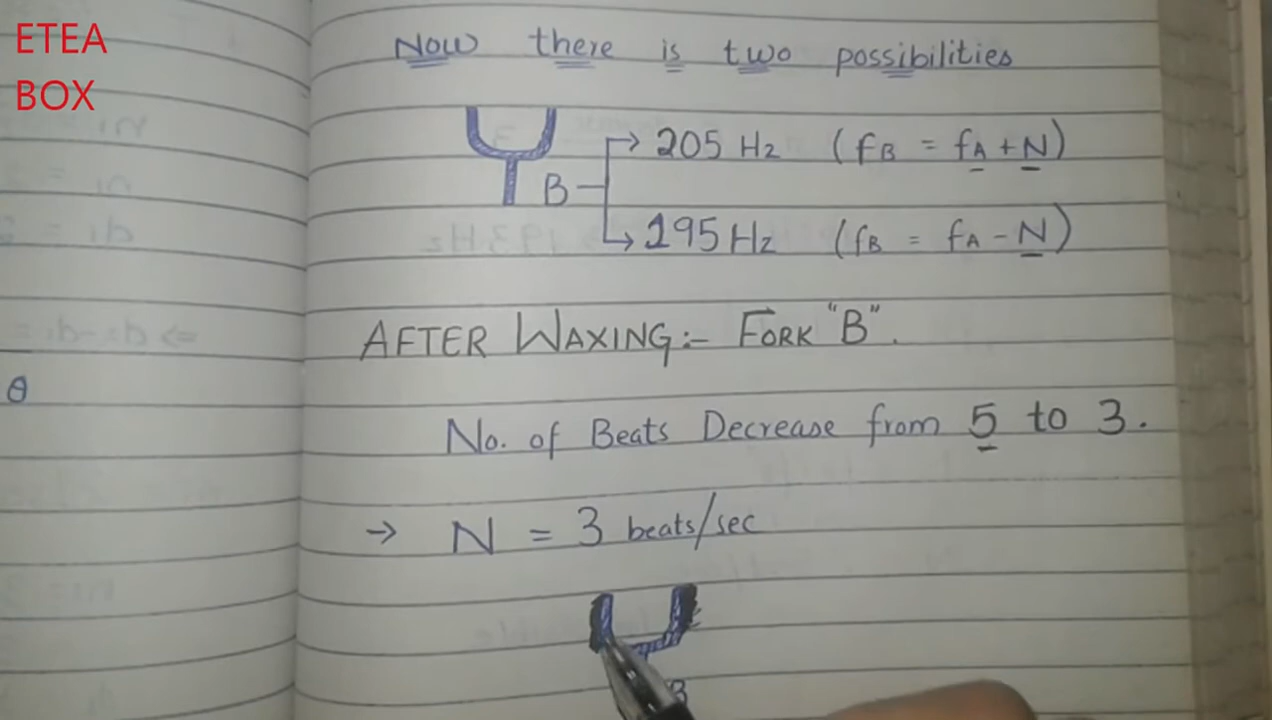 ETEA
BOX
Now there is two possibilities
205 Hz (fB = fA + N)
B
195 Hz (fB = fA - N)
AFTER WAXING:- FORK "B".
No. of Beats Decrease from 5 to 3.
→ N = 3 beats/sec
B
θ